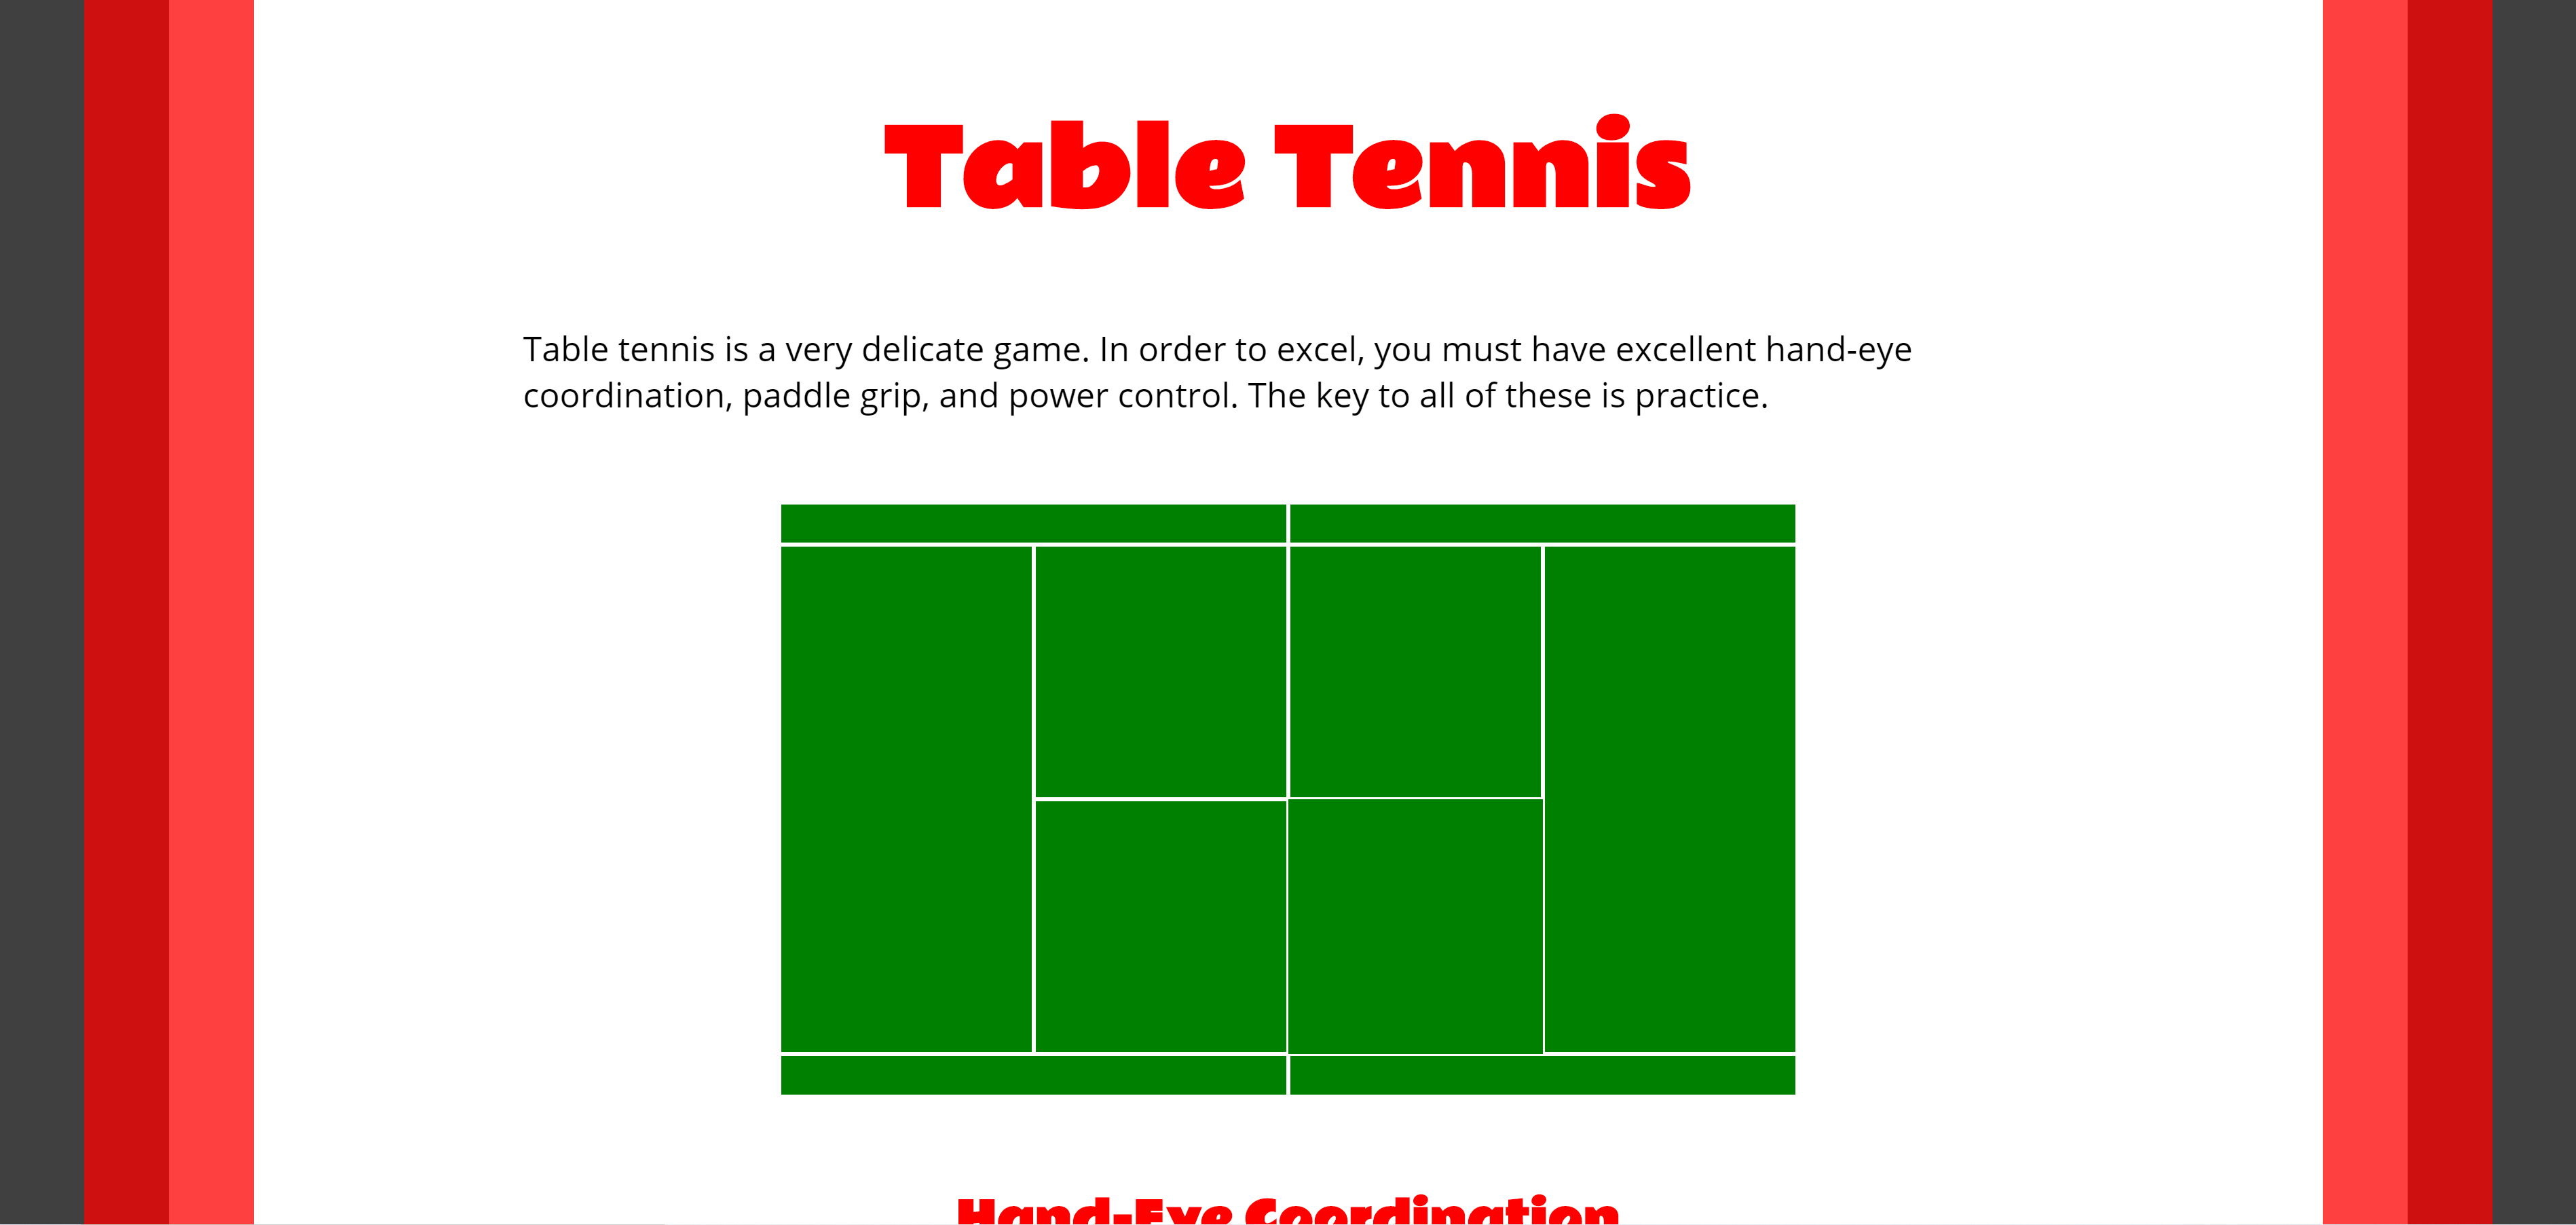 Table Tennis
Table tennis is a very delicate game. In order to excel, you must have excellent hand-eye
coordination, paddle grip, and power control. The key to all of these is practice.
Hand-Eye Coordination